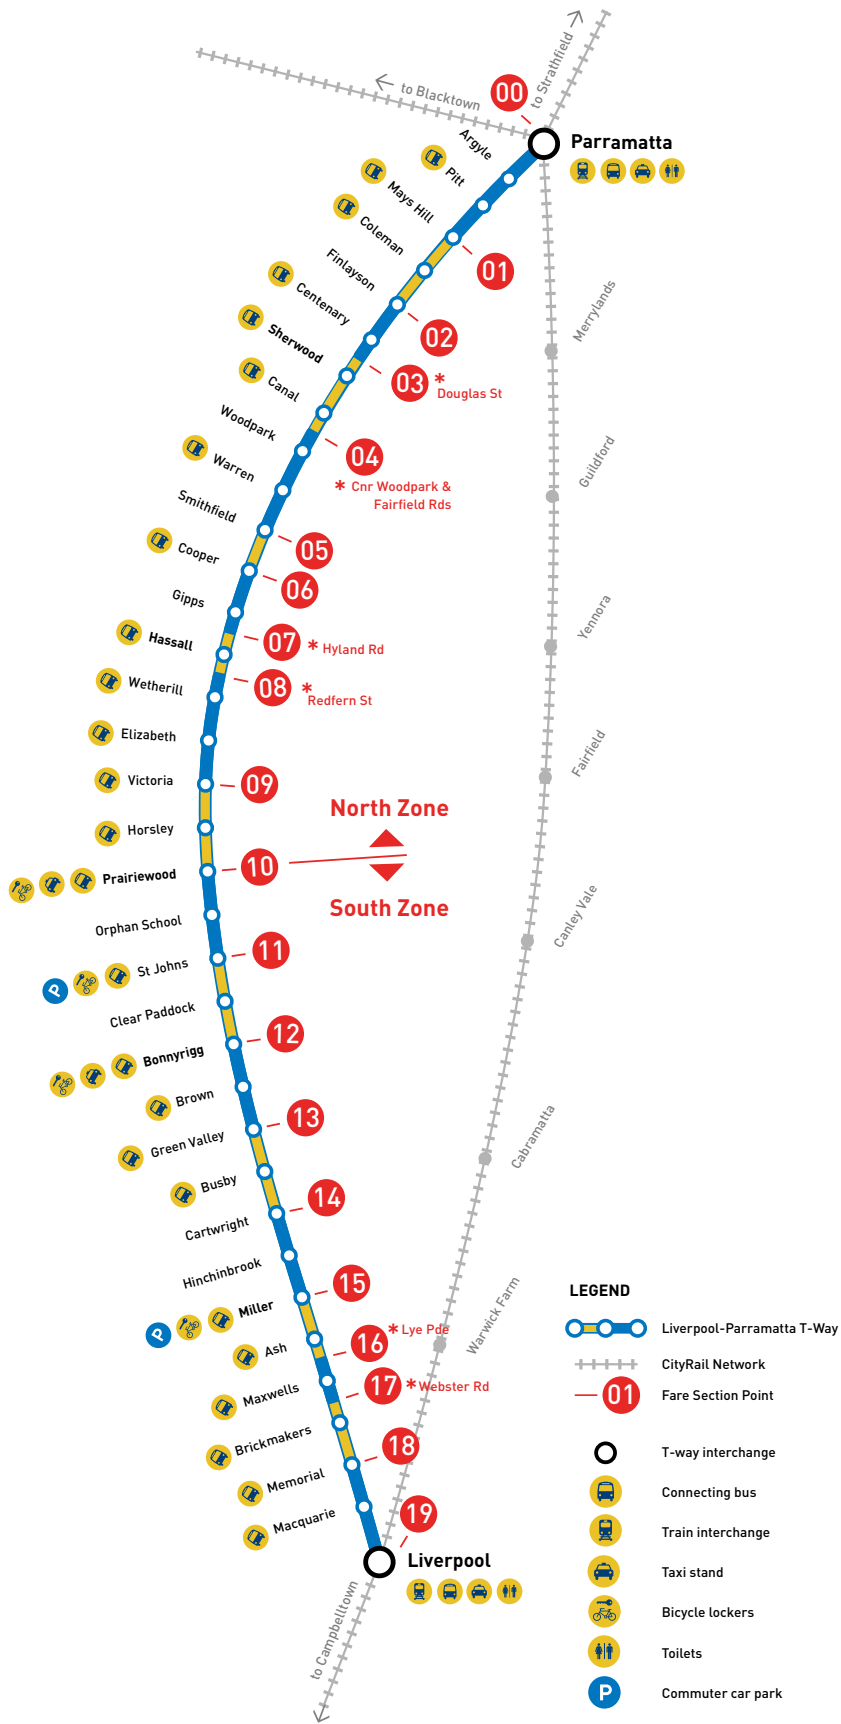 to Strathfield
to Blacktown
00
Parramatta
Argyle
Pitt
Mays Hill
01
Coleman
Finlayson
02
Centenary
Sherwood
03 * Douglas St
Canal
Woodpark
04
* Cnr Woodpark &
Fairfield Rds
Warren
Smithfield
05
Cooper
06
Gipps
07 * Hyland Rd
Hassall
08 * Redfern St
Wetherill
Elizabeth
Victoria
09
Horsley
North Zone
Prairiewood
10
South Zone
Orphan School
11
St Johns
P
Clear Paddock
12
Bonnyrigg
Brown
13
Green Valley
Busby
14
Cartwright
Hinchinbrook
15
Miller
P
16 * Lye Pde
Ash
17 * Webster Rd
Maxwells
Brickmakers
18
Memorial
Macquarie
19
Liverpool
to Campbelltown
Merrylands
Guildford
Yennora
Fairfield
Canley Vale
Cabramatta
Warwick Farm
LEGEND
Liverpool-Parramatta T-Way
CityRail Network
01 Fare Section Point
T-way interchange
Connecting bus
Train interchange
Taxi stand
Bicycle lockers
Toilets
P Commuter car park